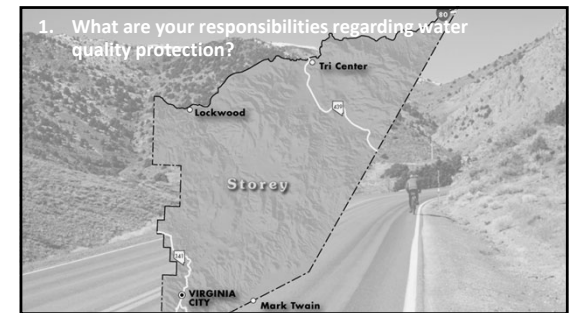 1. What are your responsibilities regarding water
quality protection?
80
Tri Center
Lockwood
439
Storey
341
VIRGINIA
CITY
Mark Twain